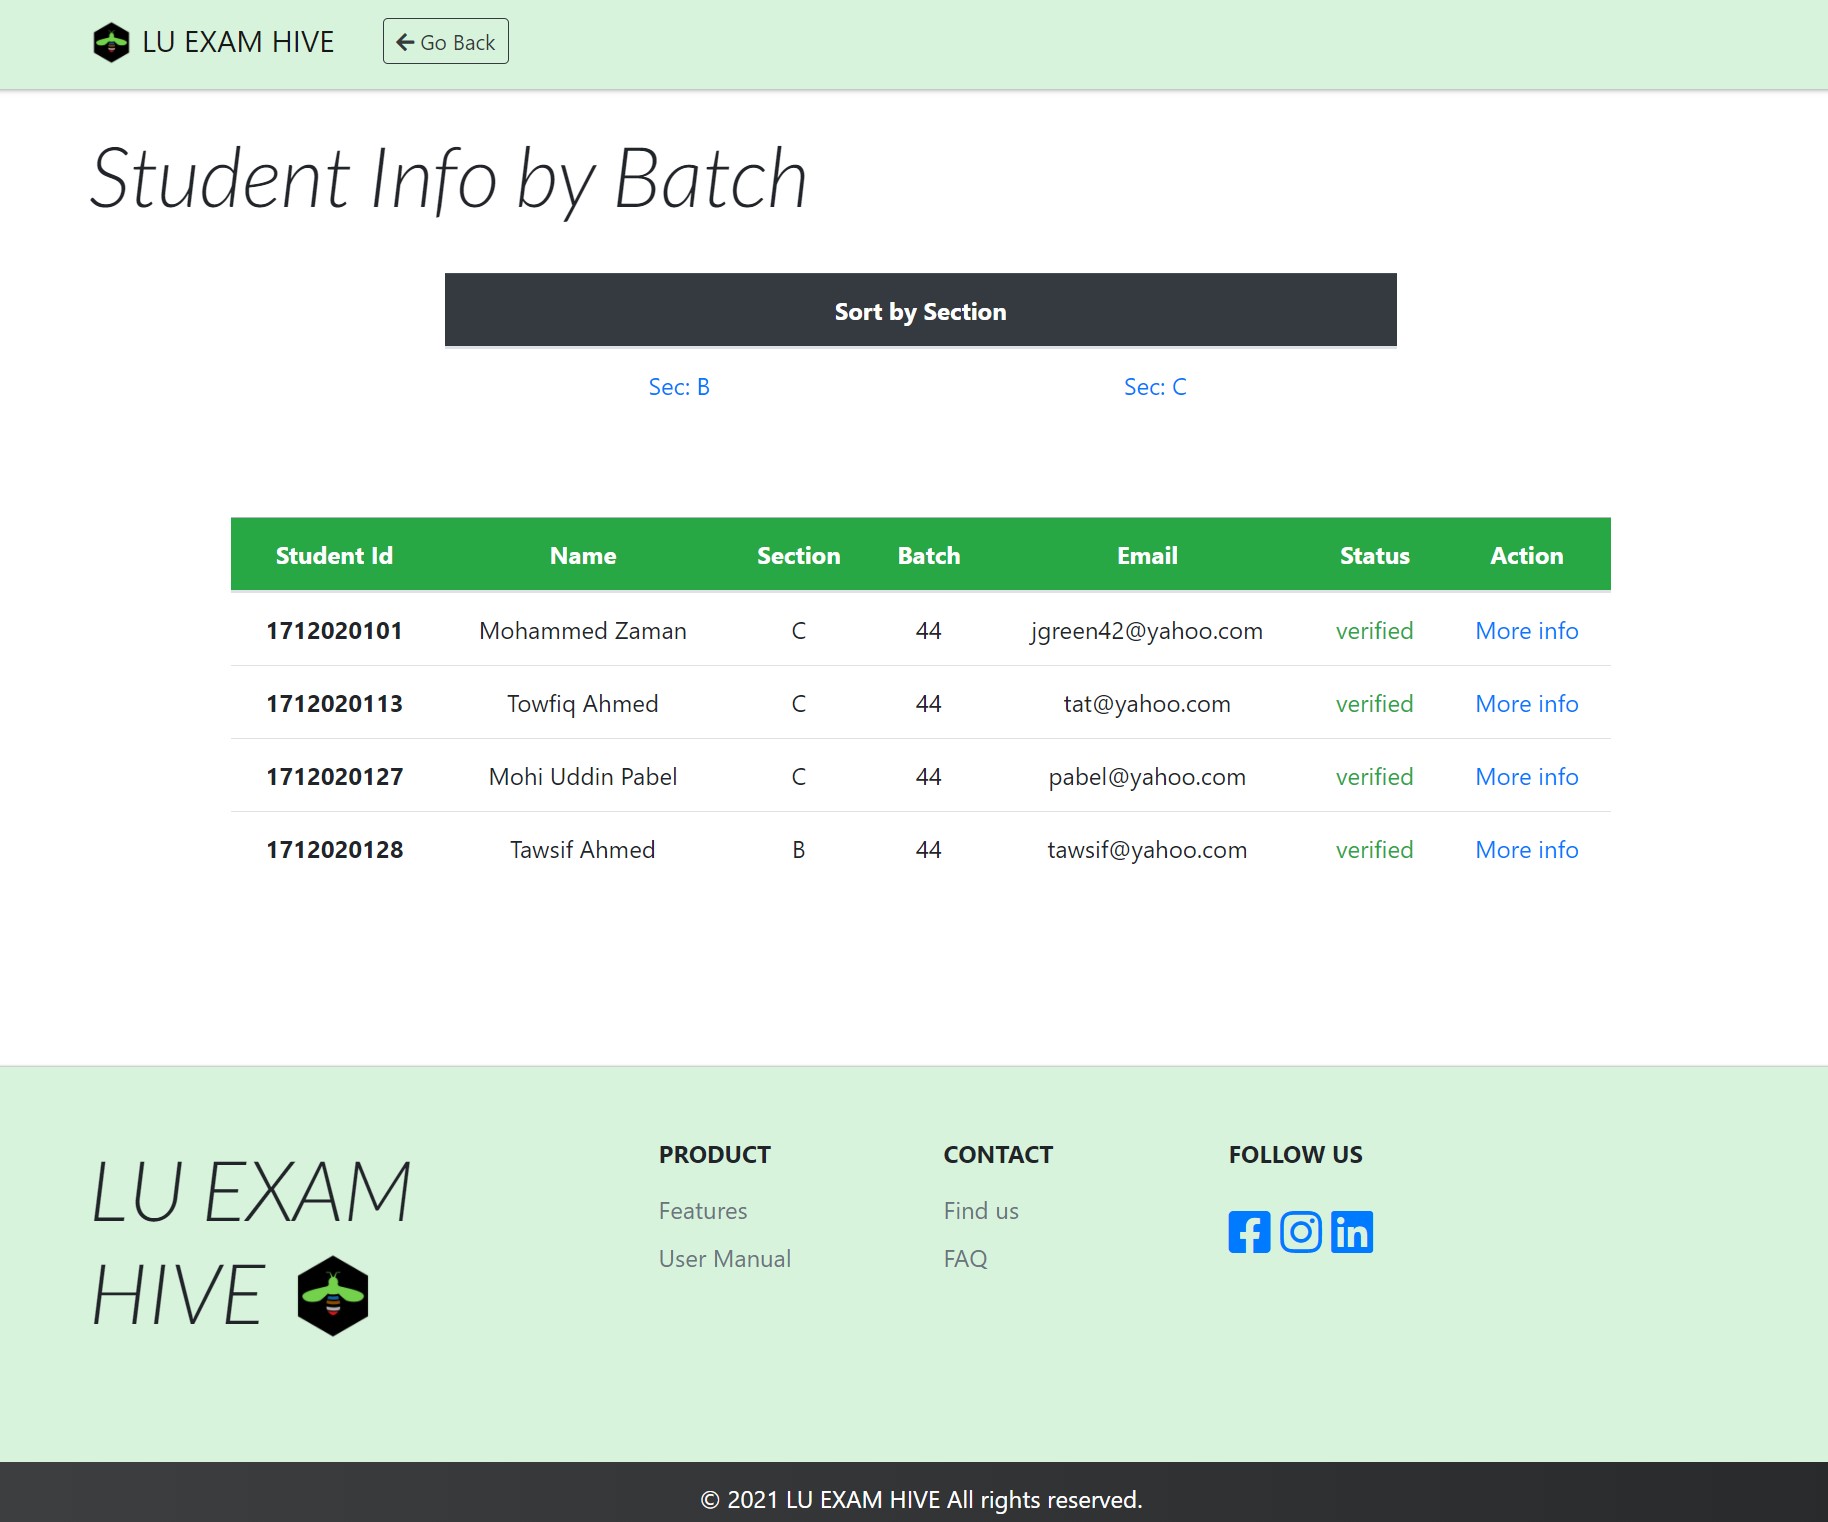 LU EXAM HIVE Go Back
Student Info by Batch
Sort by Section
Sec: B Sec: C
Student Id Name Section Batch Email Status Action
1712020101 Mohammed Zaman C 44 jgreen42@yahoo.com verified More info
1712020113 Towfiq Ahmed C 44 tat@yahoo.com verified More info
1712020127 Mohi Uddin Pabel C 44 pabel@yahoo.com verified More info
1712020128 Tawsif Ahmed B 44 tawsif@yahoo.com verified More info
LU EXAM
HIVE
PRODUCT
Features
User Manual
CONTACT
Find us
FAQ
FOLLOW US
© 2021 LU EXAM HIVE All rights reserved.